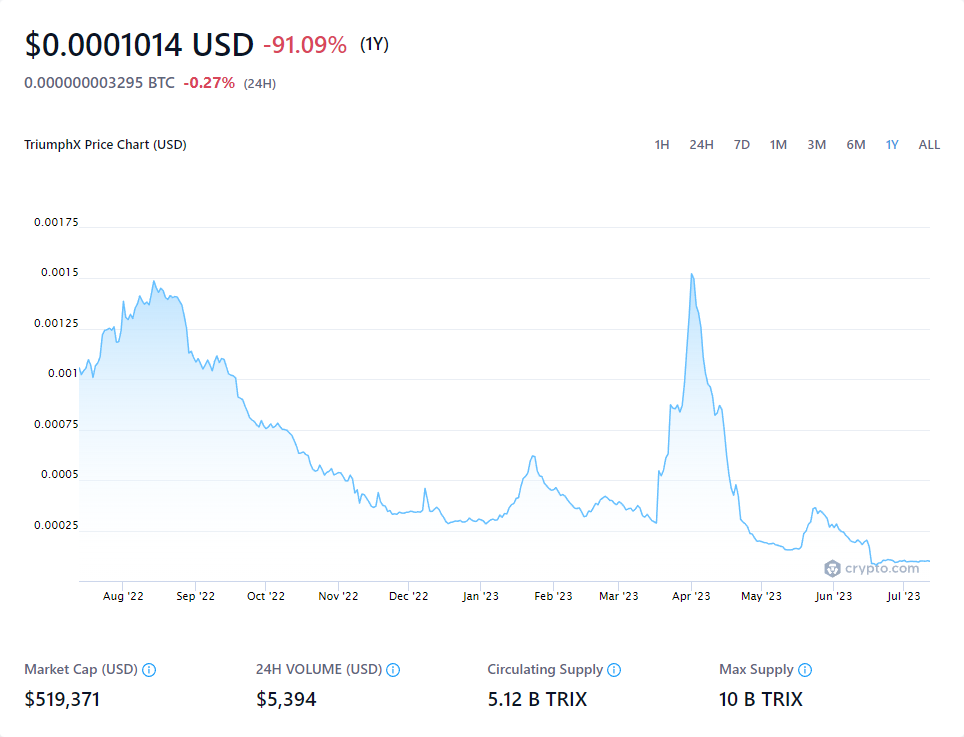 $0.0001014 USD -91.09% (1Y)
0.000000003295 BTC -0.27% (24H)
TriumphX Price Chart (USD) 1H 24H 7D 1M 3M 6M 1Y ALL
0.00175
0.0015
0.00125
0.001
0.00075
0.0005
0.00025
crypto.com
Aug '22 Sep '22 Oct '22 Nov '22 Dec '22 Jan '23 Feb '23 Mar '23 Apr '23 May '23 Jun '23 Jul '23
Market Cap (USD) 24H VOLUME (USD) Circulating Supply Max Supply
$519,371 $5,394 5.12 B TRIX 10 B TRIX